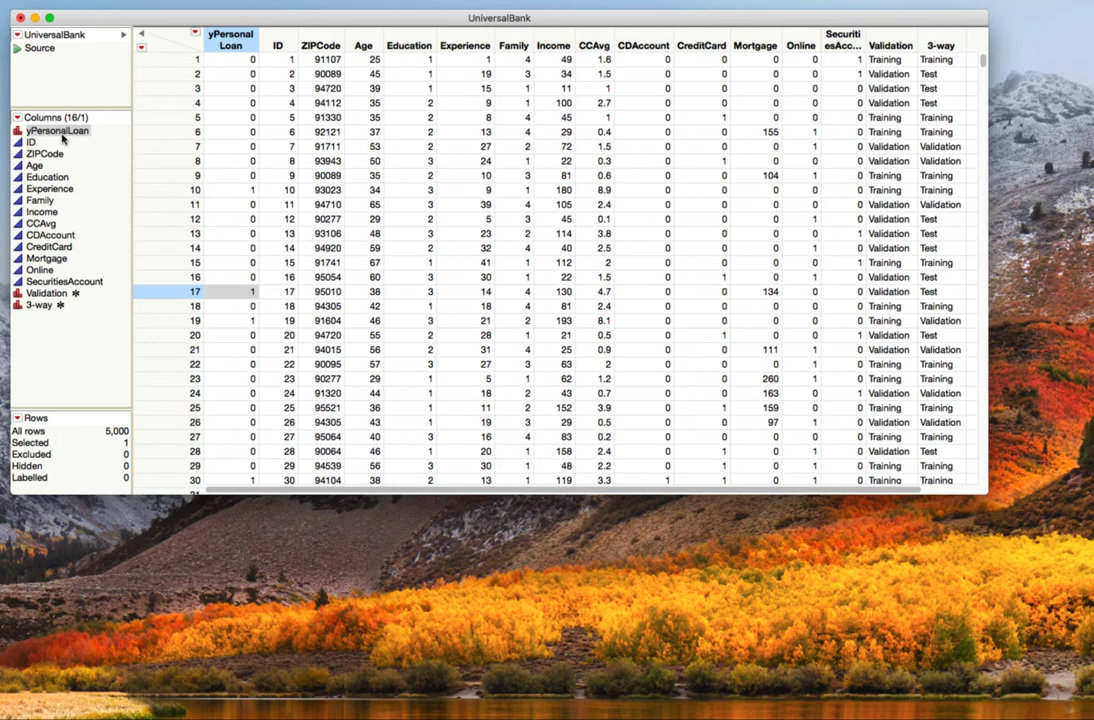 UniversalBank
UniversalBank
Source
Columns (16/1)
yPersonalLoan
ID
ZIPCode
Age
Education
Experience
Family
Income
CCAvg
CDAccount
CreditCard
Mortgage
Online
SecuritiesAccount
Validation
3-way
Rows
All rows 5,000
Selected 1
Excluded 0
Hidden 0
Labelled 0
yPersonal Loan ID ZIPCode Age Education Experience Family Income CCAvg CDAccount CreditCard Mortgage Online Securiti esAcc... Validation 3-way
1 0 1 91107 25 1 1 4 49 1.6 0 0 0 0 1 Training Training
2 0 2 90089 45 1 19 3 34 1.5 0 0 0 0 1 Validation Test
3 0 3 94720 39 1 15 1 11 1 0 0 0 0 0 Validation Test
4 0 4 94112 35 2 9 1 100 2.7 0 0 0 0 0 Validation Test
5 0 5 91330 35 2 8 4 45 1 0 1 0 0 0 Training Training
6 0 6 92121 37 2 13 4 29 0.4 0 0 155 1 0 Training Training
7 0 7 91711 53 2 27 2 72 1.5 0 0 0 1 0 Validation Validation
8 0 8 93943 50 3 24 1 22 0.3 0 1 0 0 0 Validation Validation
9 0 9 90089 35 2 10 3 81 0.6 0 0 104 1 0 Training Training
10 1 10 93023 34 3 9 1 180 8.9 0 0 0 0 0 Training Training
11 0 11 94710 65 3 39 4 105 2.4 0 0 0 0 0 Validation Validation
12 0 12 90277 29 2 5 3 45 0.1 0 0 0 1 0 Validation Test
13 0 13 93106 48 3 23 2 114 3.8 0 0 0 0 1 Validation Test
14 0 14 94920 59 2 32 4 40 2.5 0 0 0 1 0 Validation Test
15 0 15 91741 67 1 41 1 112 2 0 0 0 0 1 Training Training
16 0 16 95054 60 3 30 1 22 1.5 0 1 0 1 0 Validation Test
17 1 17 95010 38 3 14 4 130 4.7 0 0 134 0 0 Validation Test
18 0 18 94305 42 1 18 4 81 2.4 0 0 0 0 0 Training Training
19 1 19 91604 46 3 21 2 193 8.1 0 0 0 0 0 Training Validation
20 0 20 94720 55 2 28 1 21 0.5 0 1 0 0 1 Validation Test
21 0 21 94015 56 2 31 4 25 0.9 0 0 111 1 0 Validation Validation
22 0 22 90095 57 3 27 3 63 2 0 0 0 1 0 Training Training
23 0 23 90277 29 1 5 1 62 1.2 0 0 260 1 0 Training Training
24 0 24 91320 44 1 18 2 43 0.7 0 0 163 0 1 Validation Validation
25 0 25 95521 36 1 11 2 152 3.9 0 1 159 0 0 Training Training
26 0 26 94305 43 1 19 3 29 0.5 0 0 97 1 0 Validation Validation
27 0 27 95064 40 3 16 4 83 0.2 0 0 0 0 0 Training Training
28 0 28 90064 46 1 20 1 158 2.4 0 1 0 1 0 Validation Test
29 0 29 94539 56 3 30 1 48 2.2 0 1 0 1 0 Training Training
30 1 30 94104 38 2 13 1 119 3.3 1 1 0 1 0 Training Training